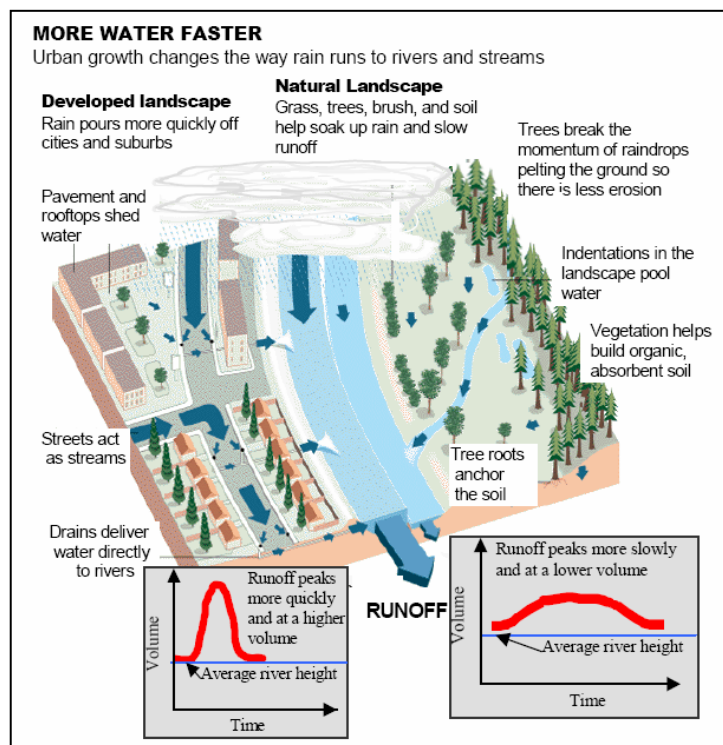 MORE WATER FASTER
Urban growth changes the way rain runs to rivers and streams
Developed landscape
Rain pours more quickly off
cities and suburbs
Natural Landscape
Grass, trees, brush, and soil
help soak up rain and slow
runoff
Trees break the
momentum of raindrops
pelting the ground so
there is less erosion
Pavement and
rooftops shed
water
Indentations in the
landscape pool
water
Vegetation helps
build organic,
absorbent soil
Streets act
as streams
Tree roots
anchor
the soil
Drains deliver
water directly
to rivers
RUNOFF
Runoff peaks
more quickly
and at a higher
volume
Average river height
Volume
Time
Runoff peaks more slowly
and at a lower volume
Average river height
Volume
Time